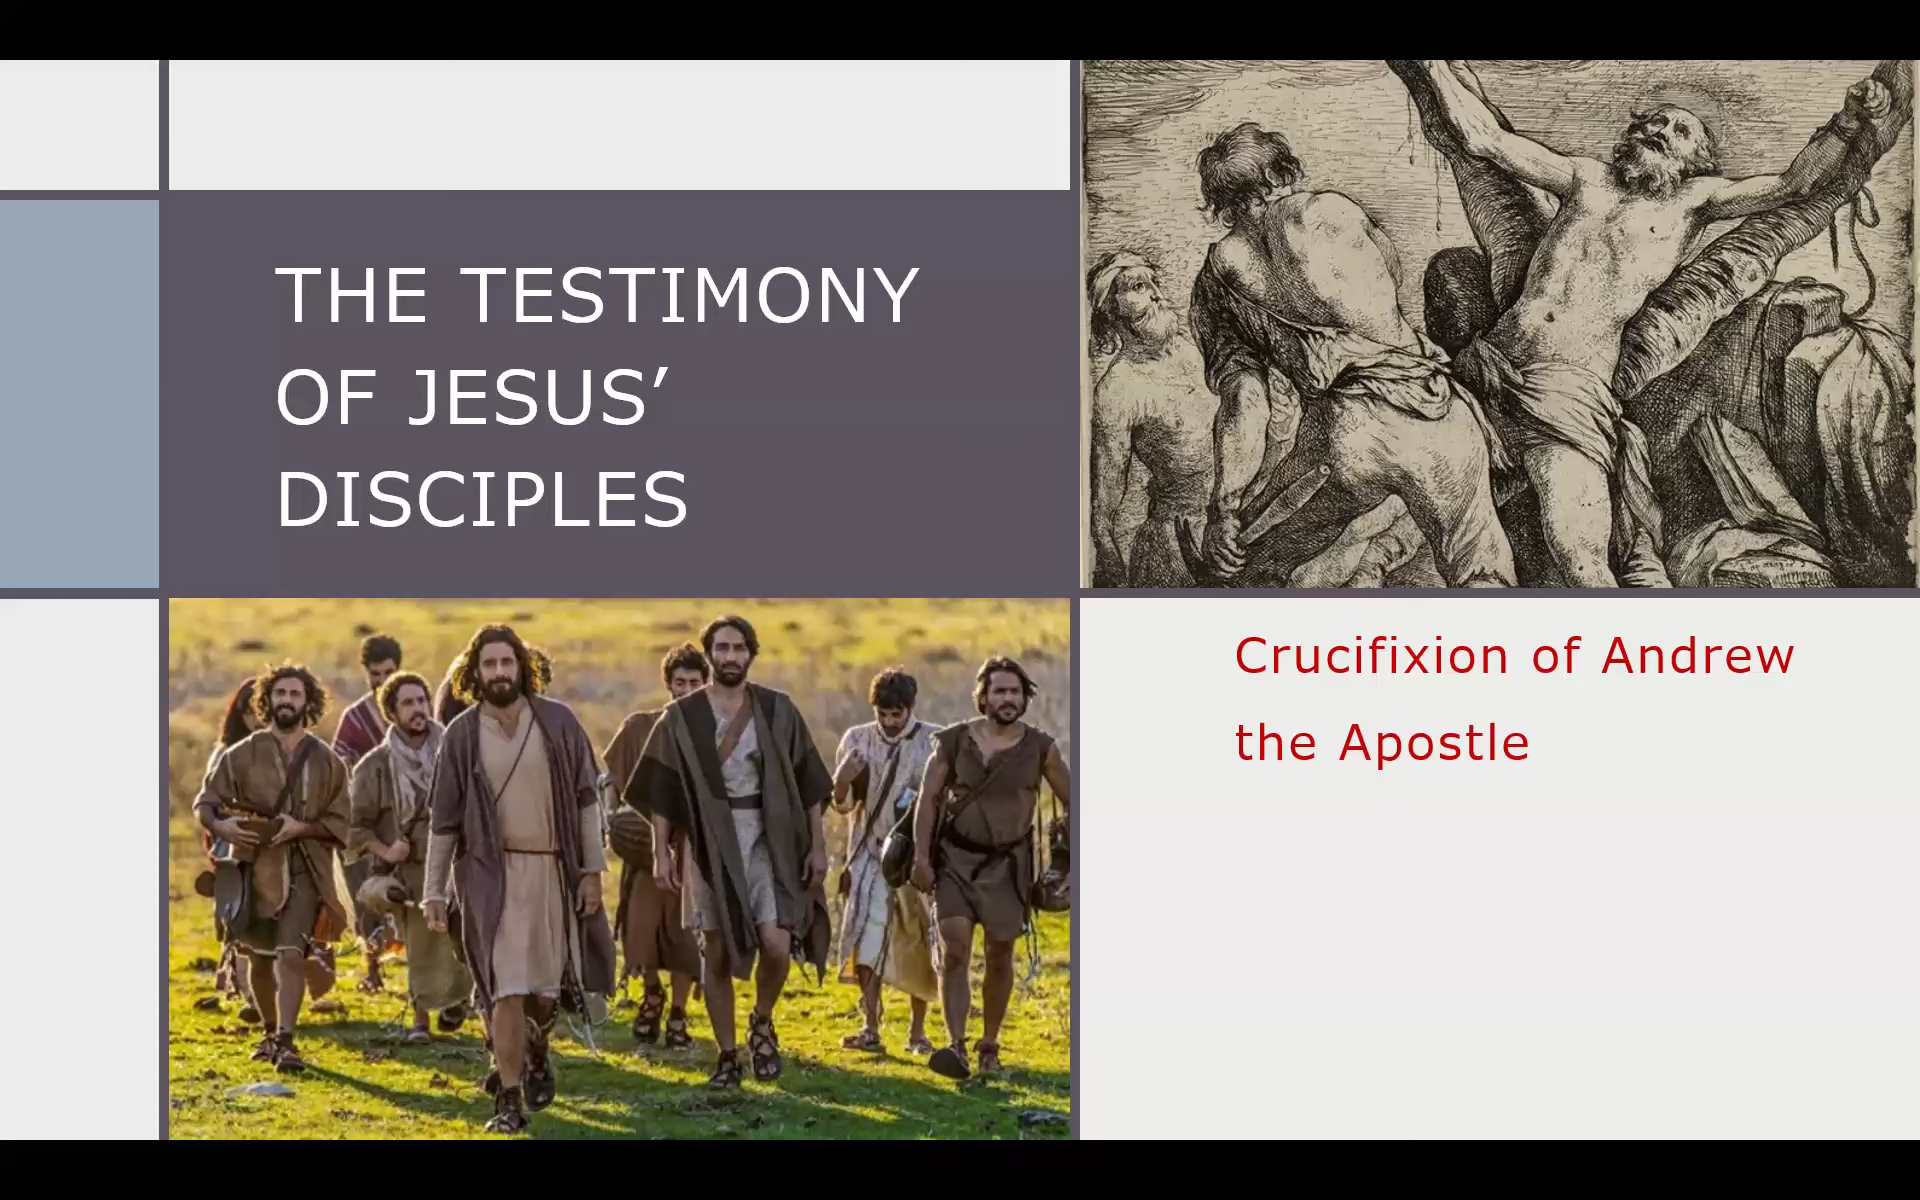 THE TESTIMONY
OF JESUS’
DISCIPLES
Crucifixion of Andrew
the Apostle